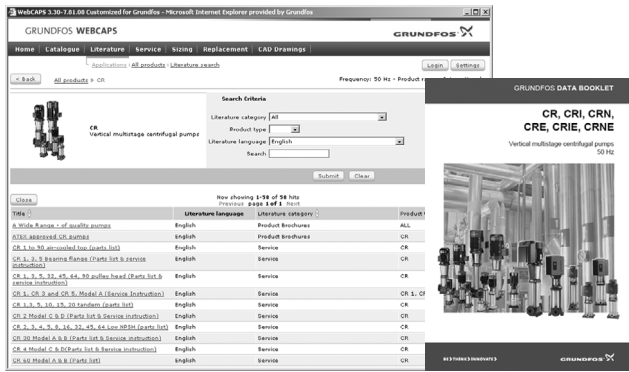 WebCAPS 3.30-7.81.08 Customized for Grundfos - Microsoft Internet Explorer provided by Grundfos
GRUNDFOS WEBCAPS
GRUNDFOS
Home Catalogue Literature Service Sizing Replacement CAD Drawings
Applications All products Literature search
Login Settings
< Back All products CR
Frequency: 50 Hz - Product
CR
Vertical multistage centrifugal pumps
Search Criteria
Literature category All
Product type
Literature language English
Search
Submit Clear
Close
Now showing 1-58 of 58 hits
Previous page 1 of 1 Next
Title Literature language Literature category Product
A Wide Range - of quality pumps English Product Brochures ALL
ATEX approved CR pumps English Product Brochures CR
CR 1 to 90 air-cooled top (parts list) English Service CR
CR 1, 3, 5 Bearing flange (Parts list & service
instruction) English Service CR
CR 1, 3, 5, 32, 45, 64, 90 pulley head (Parts list &
service instruction) English Service CR
CR 1, CR 3 and CR 5, Model A (Service Instruction) English Service CR 1, CR
CR 1,3, 5, 10, 15, 20 tandem (parts list) English Service CR
CR 2 Model C & D (Parts list & Service instruction) English Service CR
CR 2, 3, 4, 5, 8, 16, 32, 45, 64 Low NPSH (parts list) English Service CR
CR 30 Model A & B (Parts list & Service instruction) English Service CR
CR 4 Model C & D(Parts list & Service instruction) English Service CR
CR 60 Model A & B (Parts list) English Service CR
GRUNDFOS DATA BOOKLET
CR, CRI, CRN,
CRE, CRIE, CRNE
Vertical multistage centrifugal pumps
50 Hz
BE THINK INNOVATE
GRUNDFOS